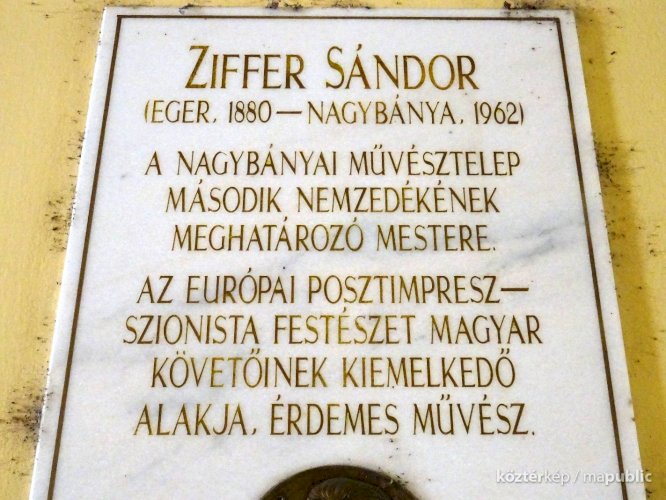 ZIFFER SÁNDOR
(EGER, 1880 — NAGYBÁNYA, 1962)
A NAGYBÁNYAI MŰVÉSZTELEP
MÁSODIK NEMZEDÉKÉNEK
MEGHATÁROZÓ MESTERE.
AZ EURÓPAI POSZTIMPRESZ—
SZIONISTA FESTÉSZET MAGYAR
KÖVETŐINEK KIEMELKEDŐ
ALAKJA, ÉRDEMES MŰVÉSZ.
köztérkép / mapublic